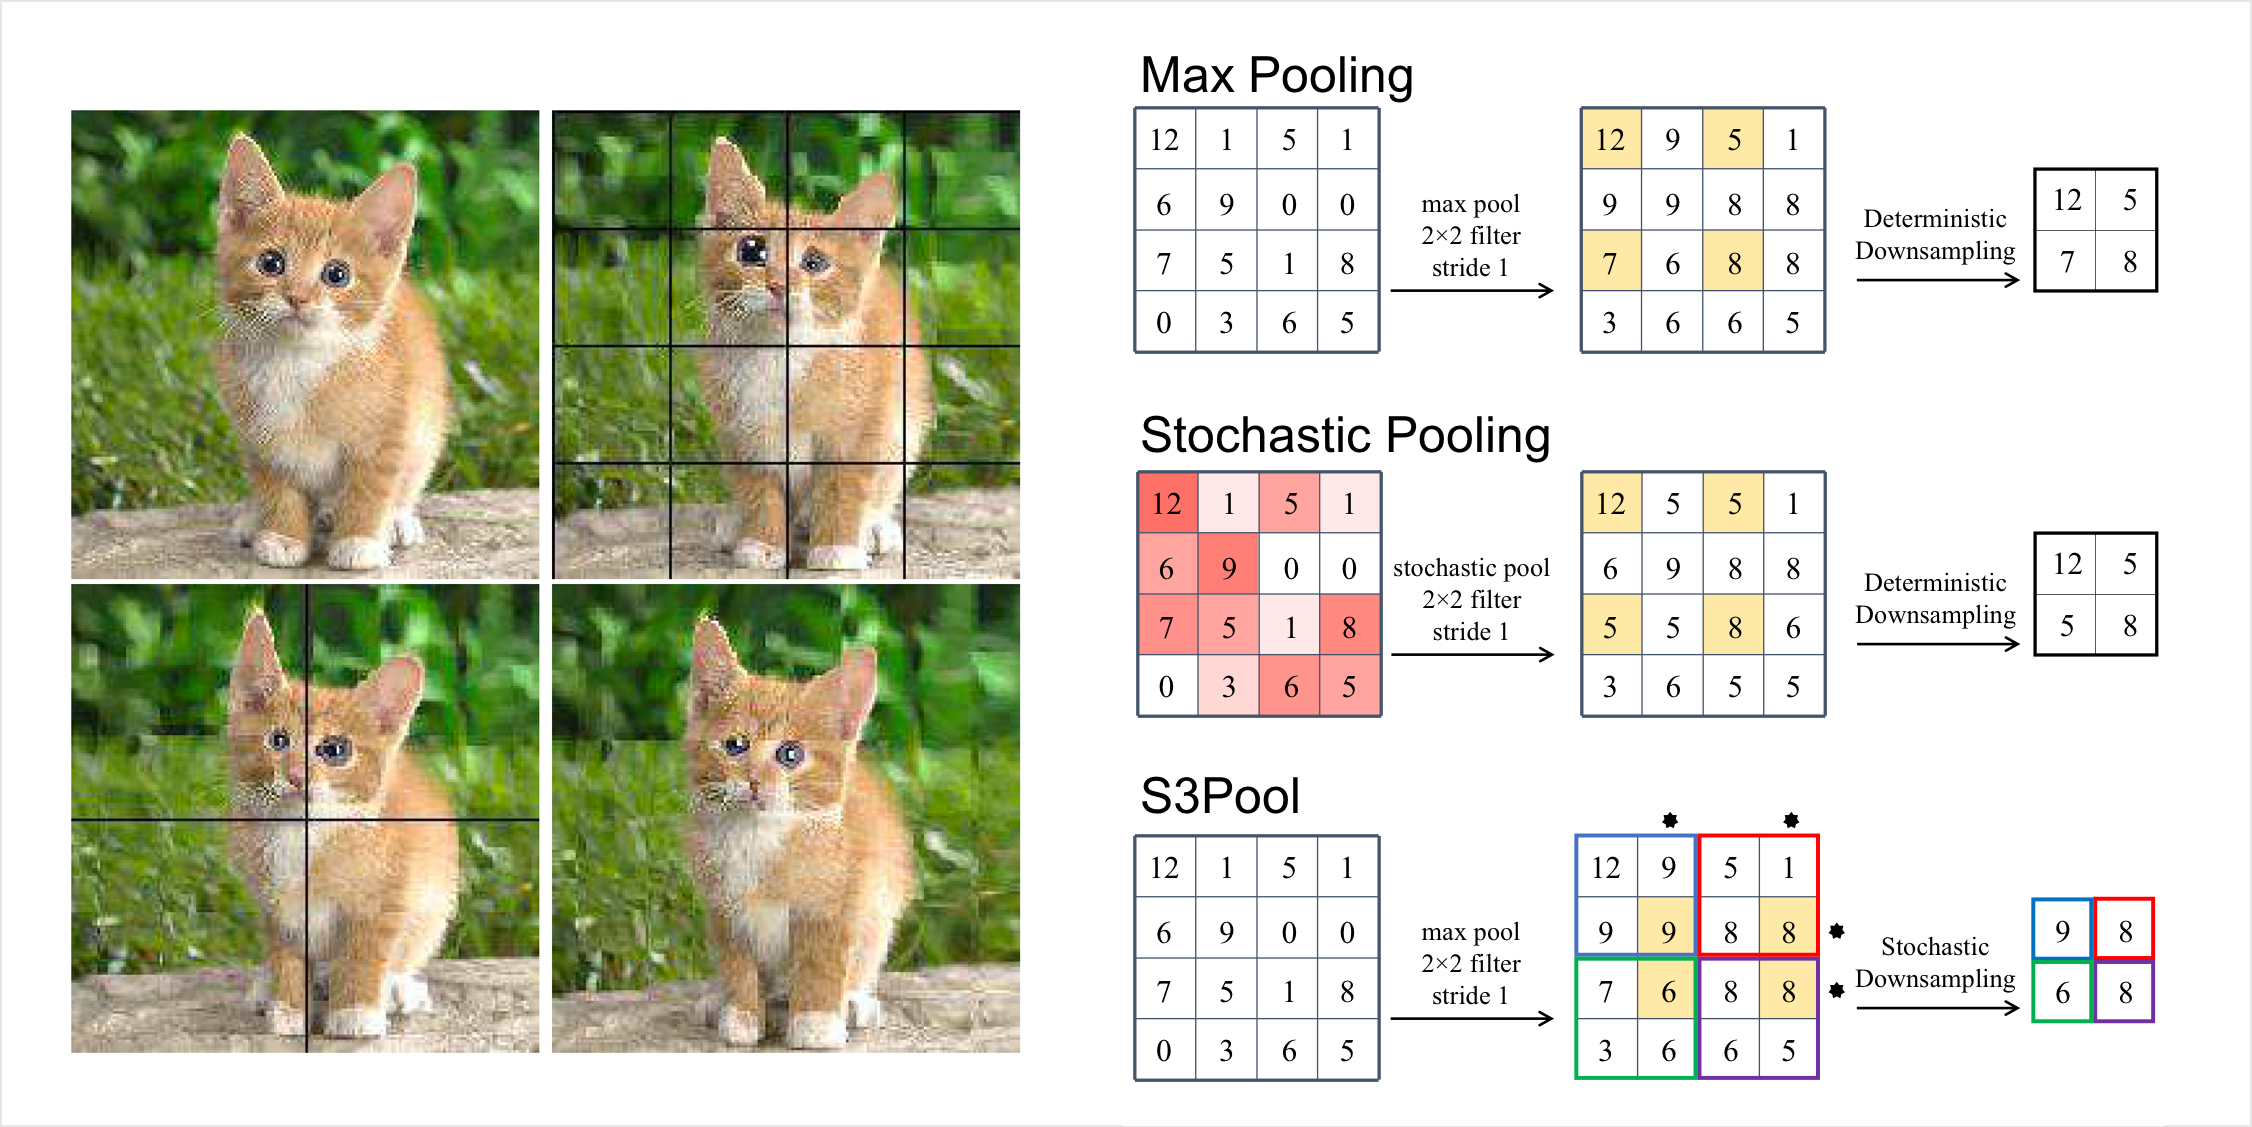 Max Pooling
12 1 5 1
6 9 0 0
7 5 1 8
0 3 6 5
max pool
2×2 filter
stride 1
12 9 5 1
9 9 8 8
7 6 8 8
3 6 6 5
Deterministic
Downsampling
12 5
7 8
Stochastic Pooling
12 1 5 1
6 9 0 0
7 5 1 8
0 3 6 5
stochastic pool
2×2 filter
stride 1
12 5 5 1
6 9 8 8
5 5 8 6
3 6 5 5
Deterministic
Downsampling
12 5
5 8
S3Pool
12 1 5 1
6 9 0 0
7 5 1 8
0 3 6 5
max pool
2×2 filter
stride 1
12 9 5 1
9 9 8 8
7 6 8 8
3 6 6 5
Stochastic
Downsampling
9 8
6 8